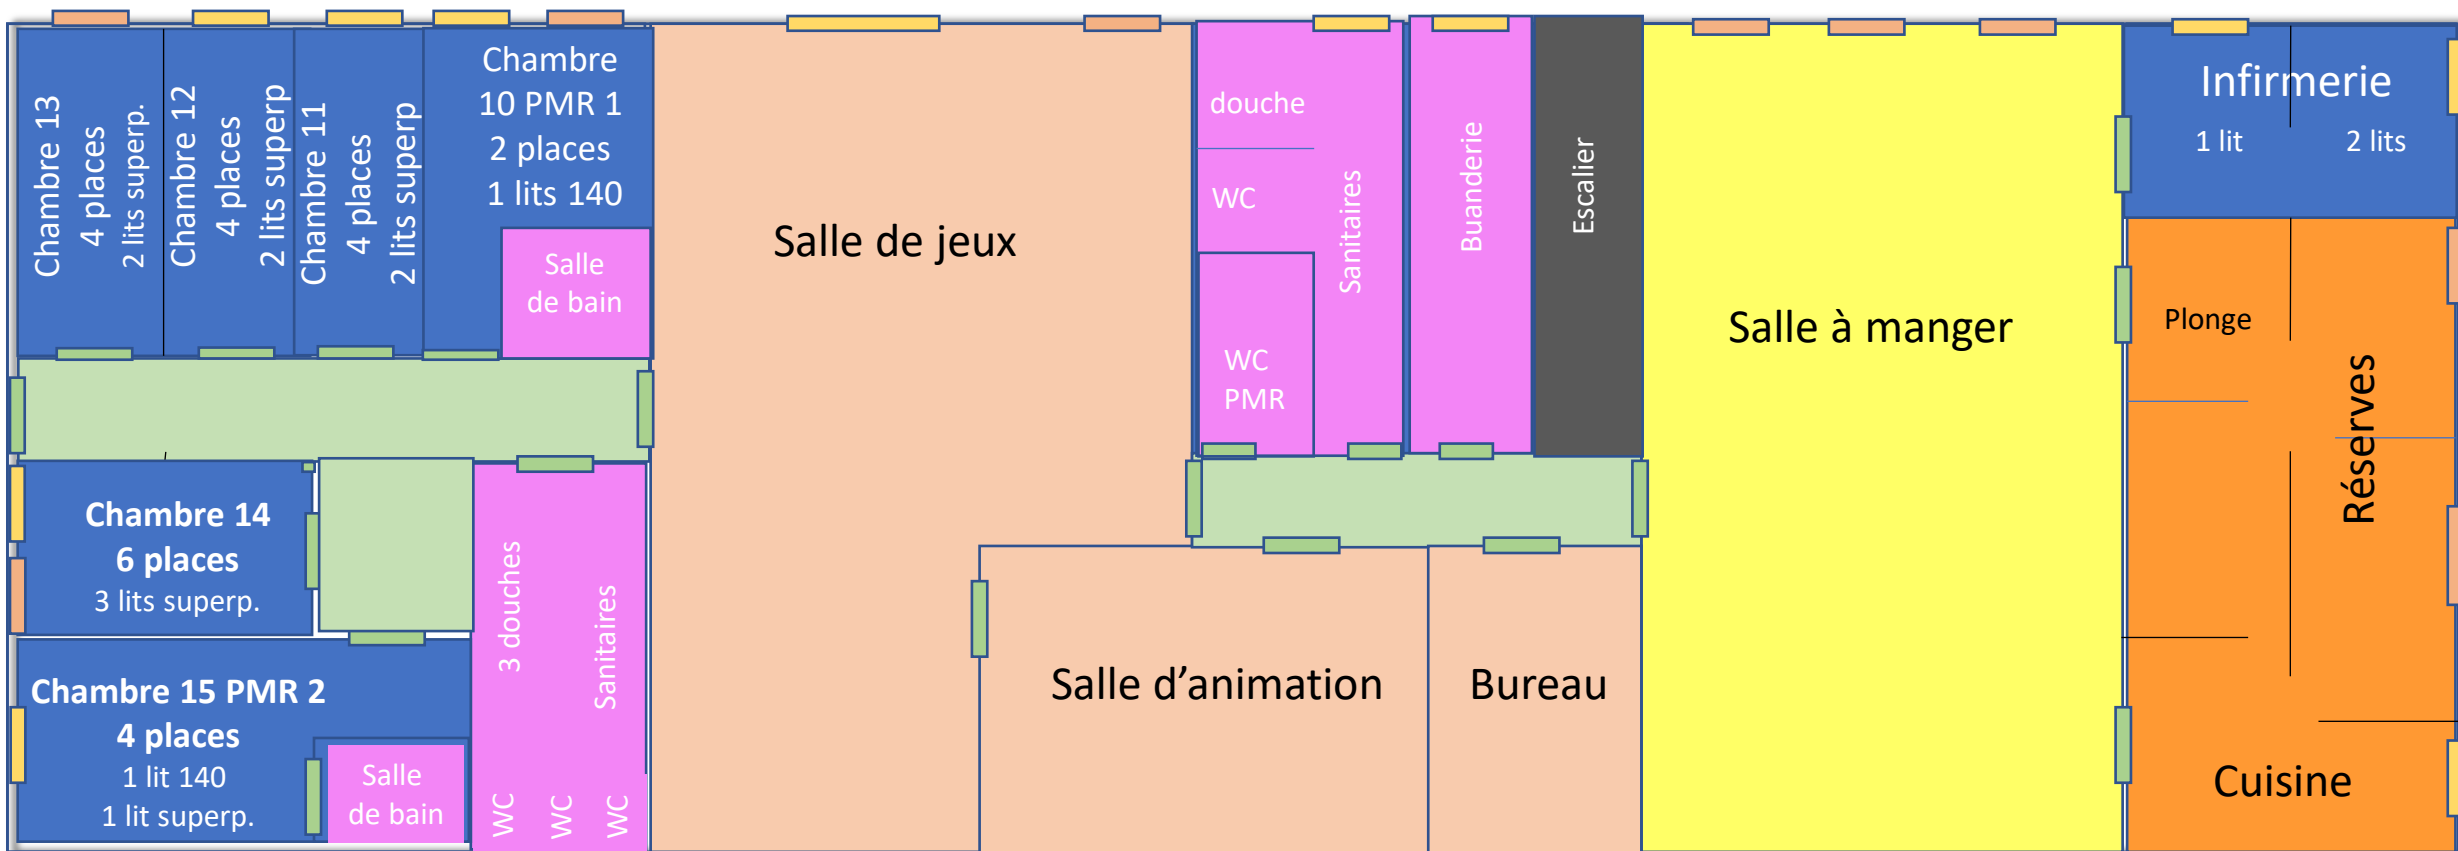 Chambre 13
4 places
2 lits superp.
Chambre 12
4 places
2 lits superp
Chambre 11
4 places
2 lits superp
Chambre
10 PMR 1
2 places
1 lits 140
Salle
de bain
Salle de jeux
douche
WC
WC
PMR
Sanitaires
Buanderie
Escalier
Salle à manger
Infirmerie
1 lit
2 lits
Plonge
Réserves
Cuisine
Chambre 14
6 places
3 lits superp.
Chambre 15 PMR 2
4 places
1 lit 140
1 lit superp.
Salle
de bain
3 douches
Sanitaires
WC
WC
WC
Salle d’animation
Bureau